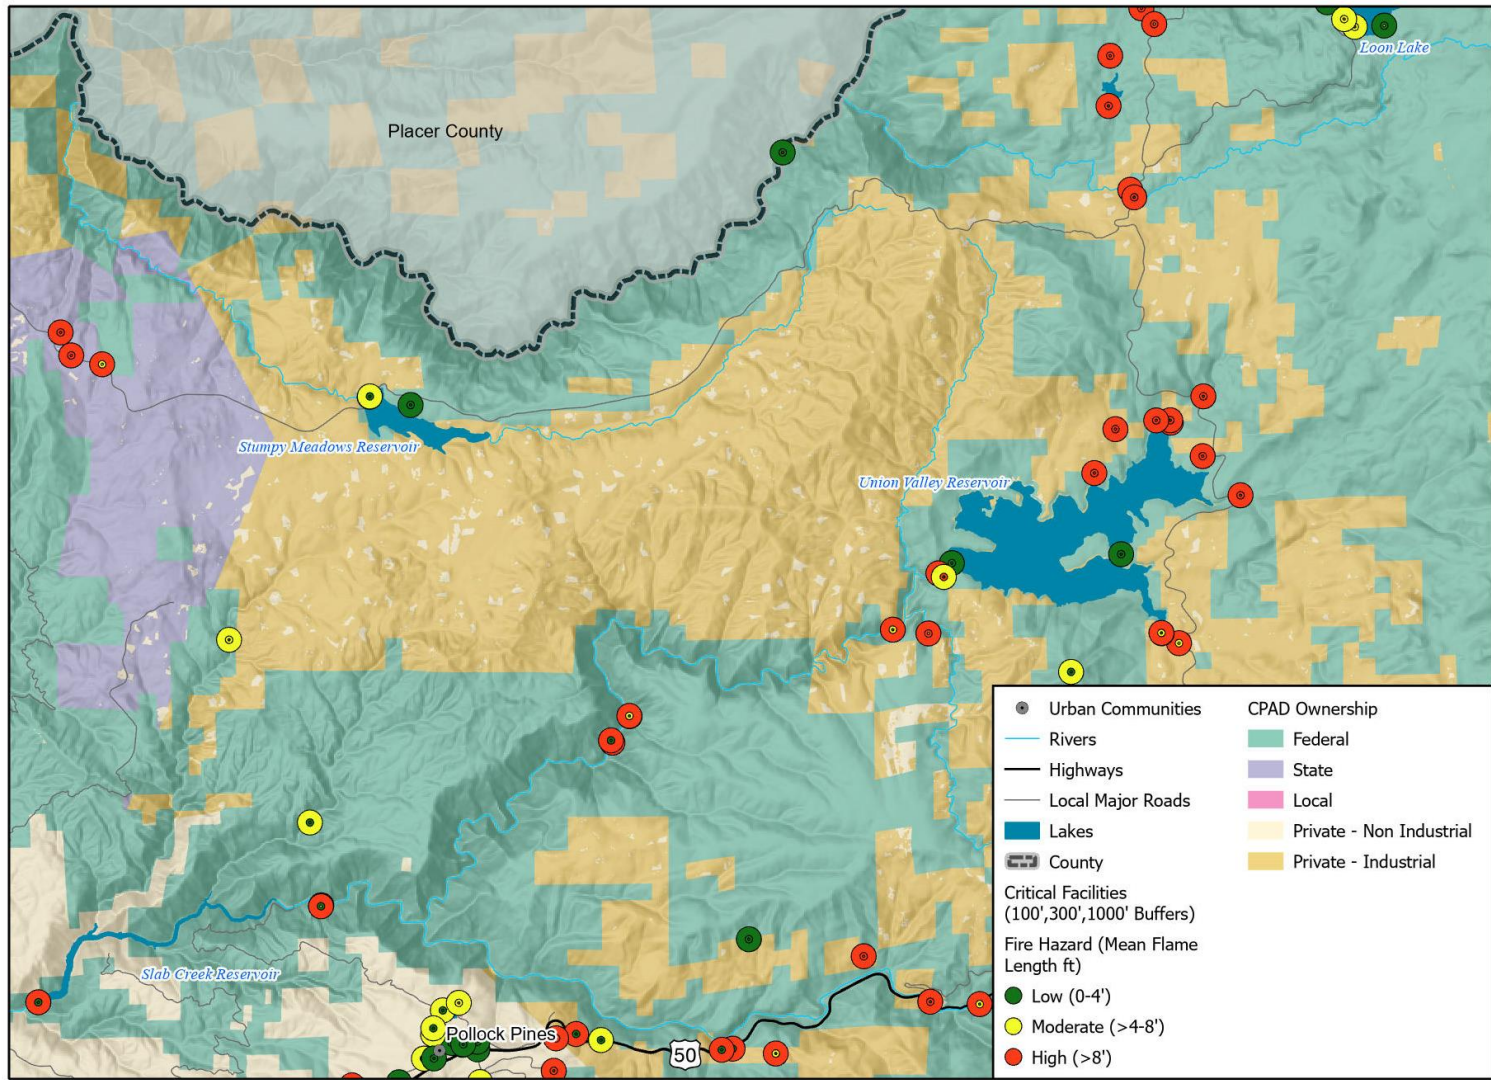 Loon Lake
Placer County
Stumpy Meadows Reservoir
Union Valley Reservoir
Slab Creek Reservoir
Pollock Pines
50
Urban Communities
Rivers
Highways
Local Major Roads
Lakes
County
Critical Facilities
(100',300',1000' Buffers)
Fire Hazard (Mean Flame
Length ft)
Low (0-4')
Moderate (>4-8')
High (>8')
CPAD Ownership
Federal
State
Local
Private - Non Industrial
Private - Industrial